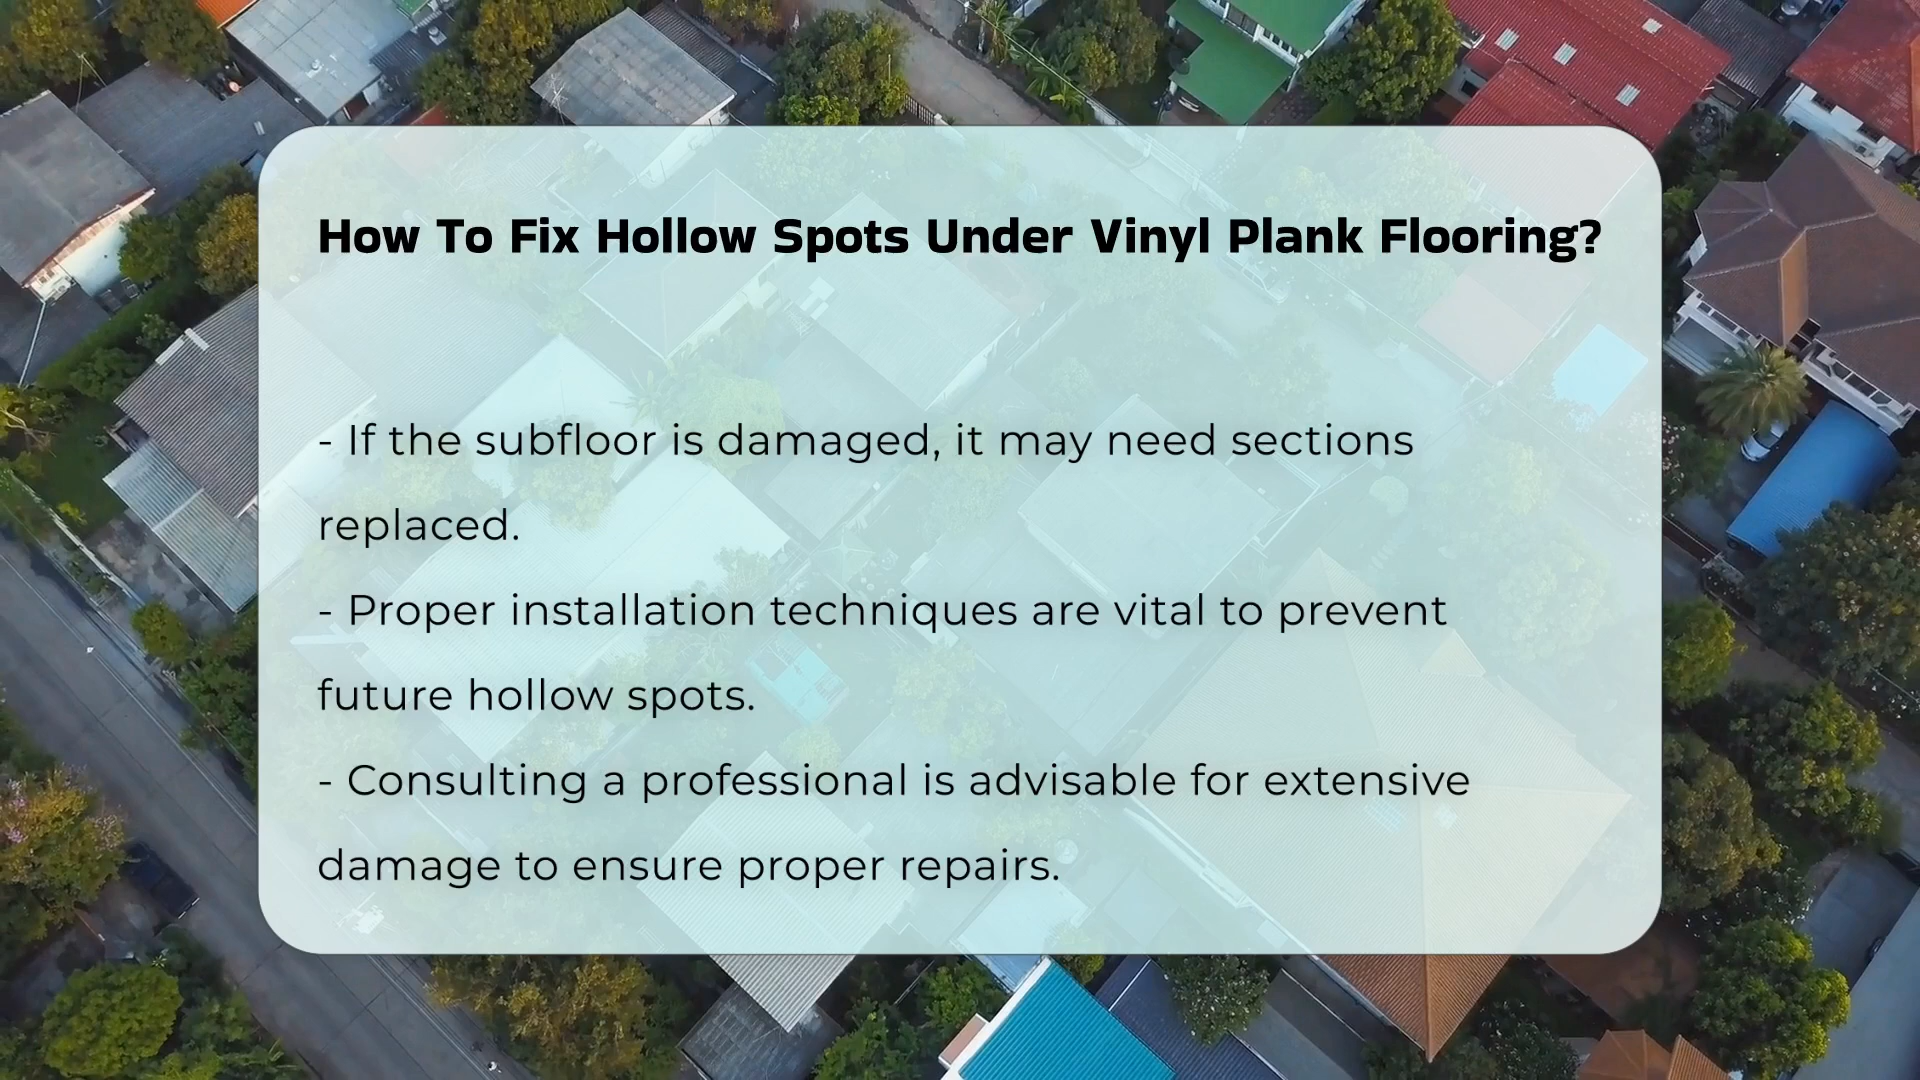 How To Fix Hollow Spots Under Vinyl Plank Flooring?
- If the subfloor is damaged, it may need sections
replaced.
- Proper installation techniques are vital to prevent
future hollow spots.
- Consulting a professional is advisable for extensive
damage to ensure proper repairs.